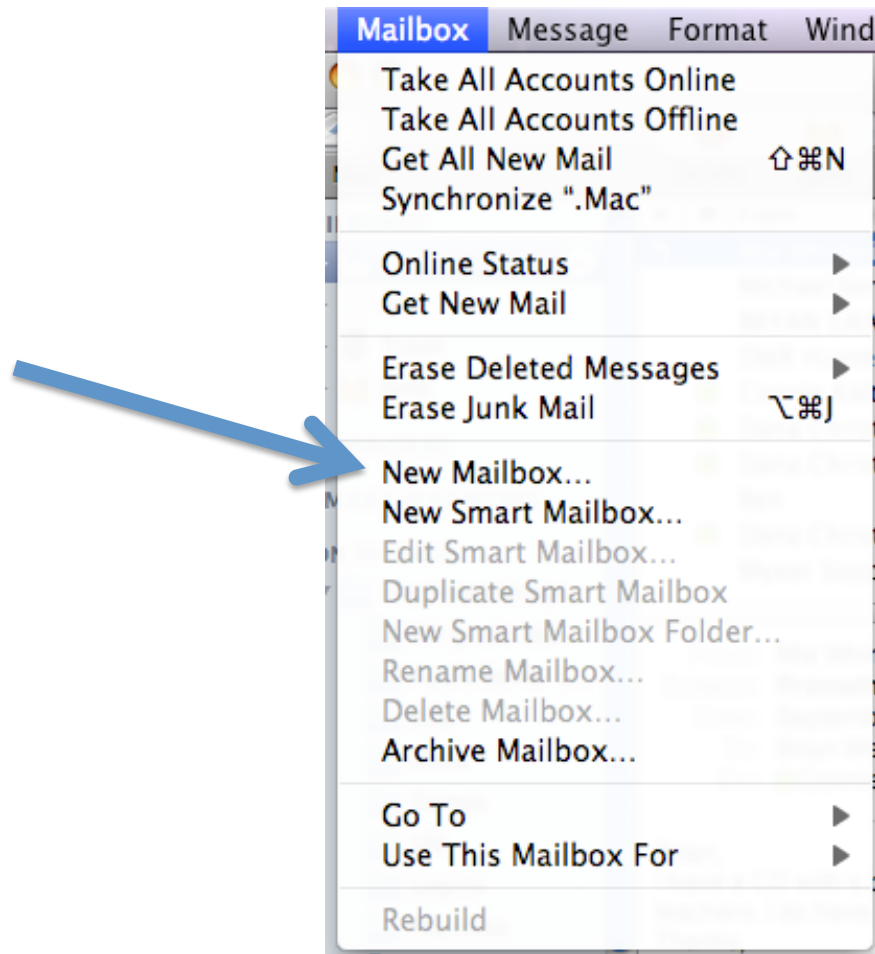 Mailbox Message Format Wind
Take All Accounts Online
Take All Accounts Offline
Get All New Mail ⇧⌘N
Synchronize “.Mac”
Online Status ▶
Get New Mail ▶
Erase Deleted Messages ▶
Erase Junk Mail ⌥⌘J
New Mailbox...
New Smart Mailbox...
Edit Smart Mailbox...
Duplicate Smart Mailbox
New Smart Mailbox Folder...
Rename Mailbox...
Delete Mailbox...
Archive Mailbox...
Go To ▶
Use This Mailbox For ▶
Rebuild